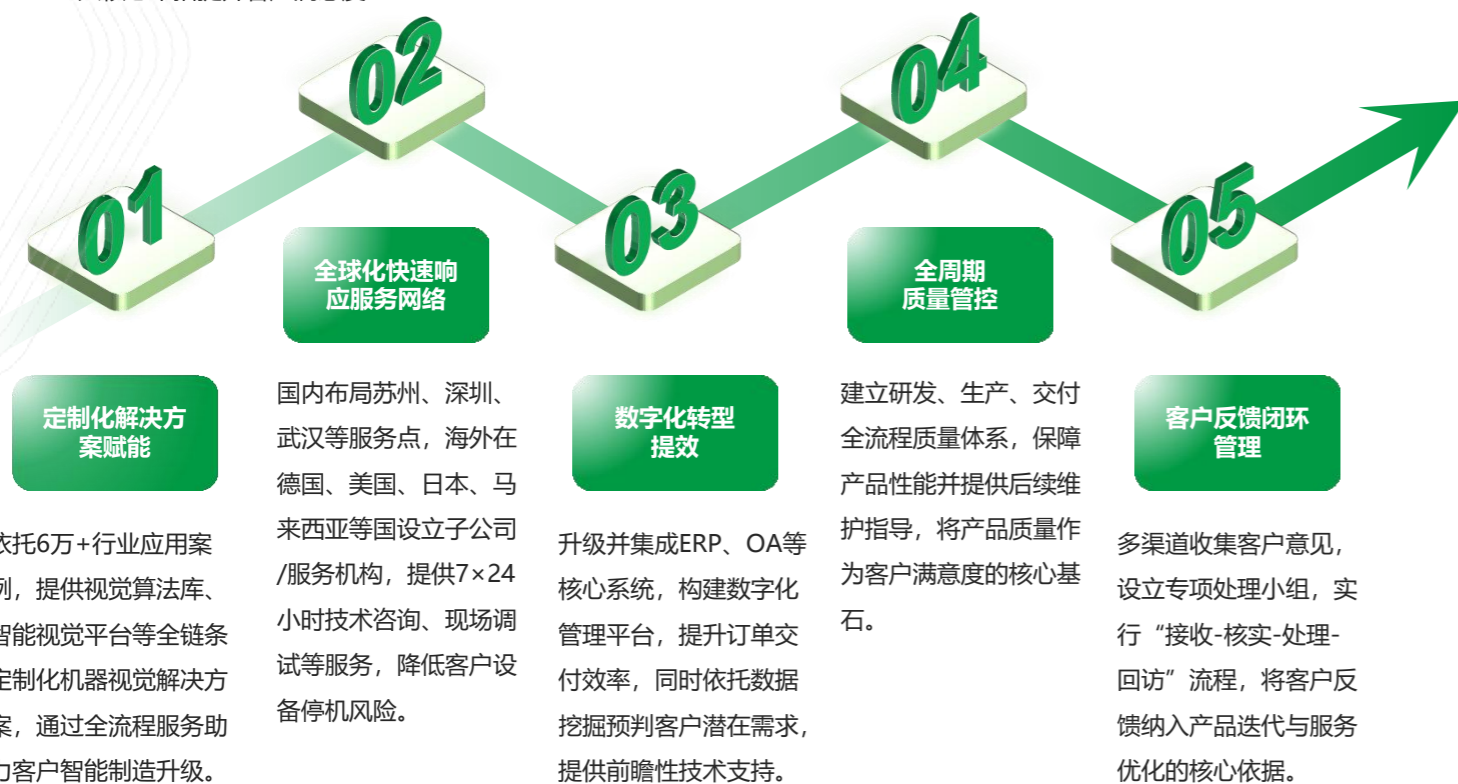 01
定制化解决方
案赋能
依托6万+行业应用案
例，提供视觉算法库、
智能视觉平台等全链条
定制化机器视觉解决方
案，通过全流程服务助
力客户智能制造升级。
02
全球化快速响
应服务网络
国内布局苏州、深圳、
武汉等服务点，海外在
德国、美国、日本、马
来西亚等国设立子公司
/服务机构，提供7×24
小时技术咨询、现场调
试等服务，降低客户设
备停机风险。
03
数字化转型
提效
升级并集成ERP、OA等
核心系统，构建数字化
管理平台，提升订单交
付效率，同时依托数据
挖掘预判客户潜在需求，
提供前瞻性技术支持。
04
全周期
质量管控
建立研发、生产、交付
全流程质量体系，保障
产品性能并提供后续维
护指导，将产品质量作
为客户满意度的核心基
石。
05
客户反馈闭环
管理
多渠道收集客户意见，
设立专项处理小组，实
行“接收-核实-处理-
回访”流程，将客户反
馈纳入产品迭代与服务
优化的核心依据。